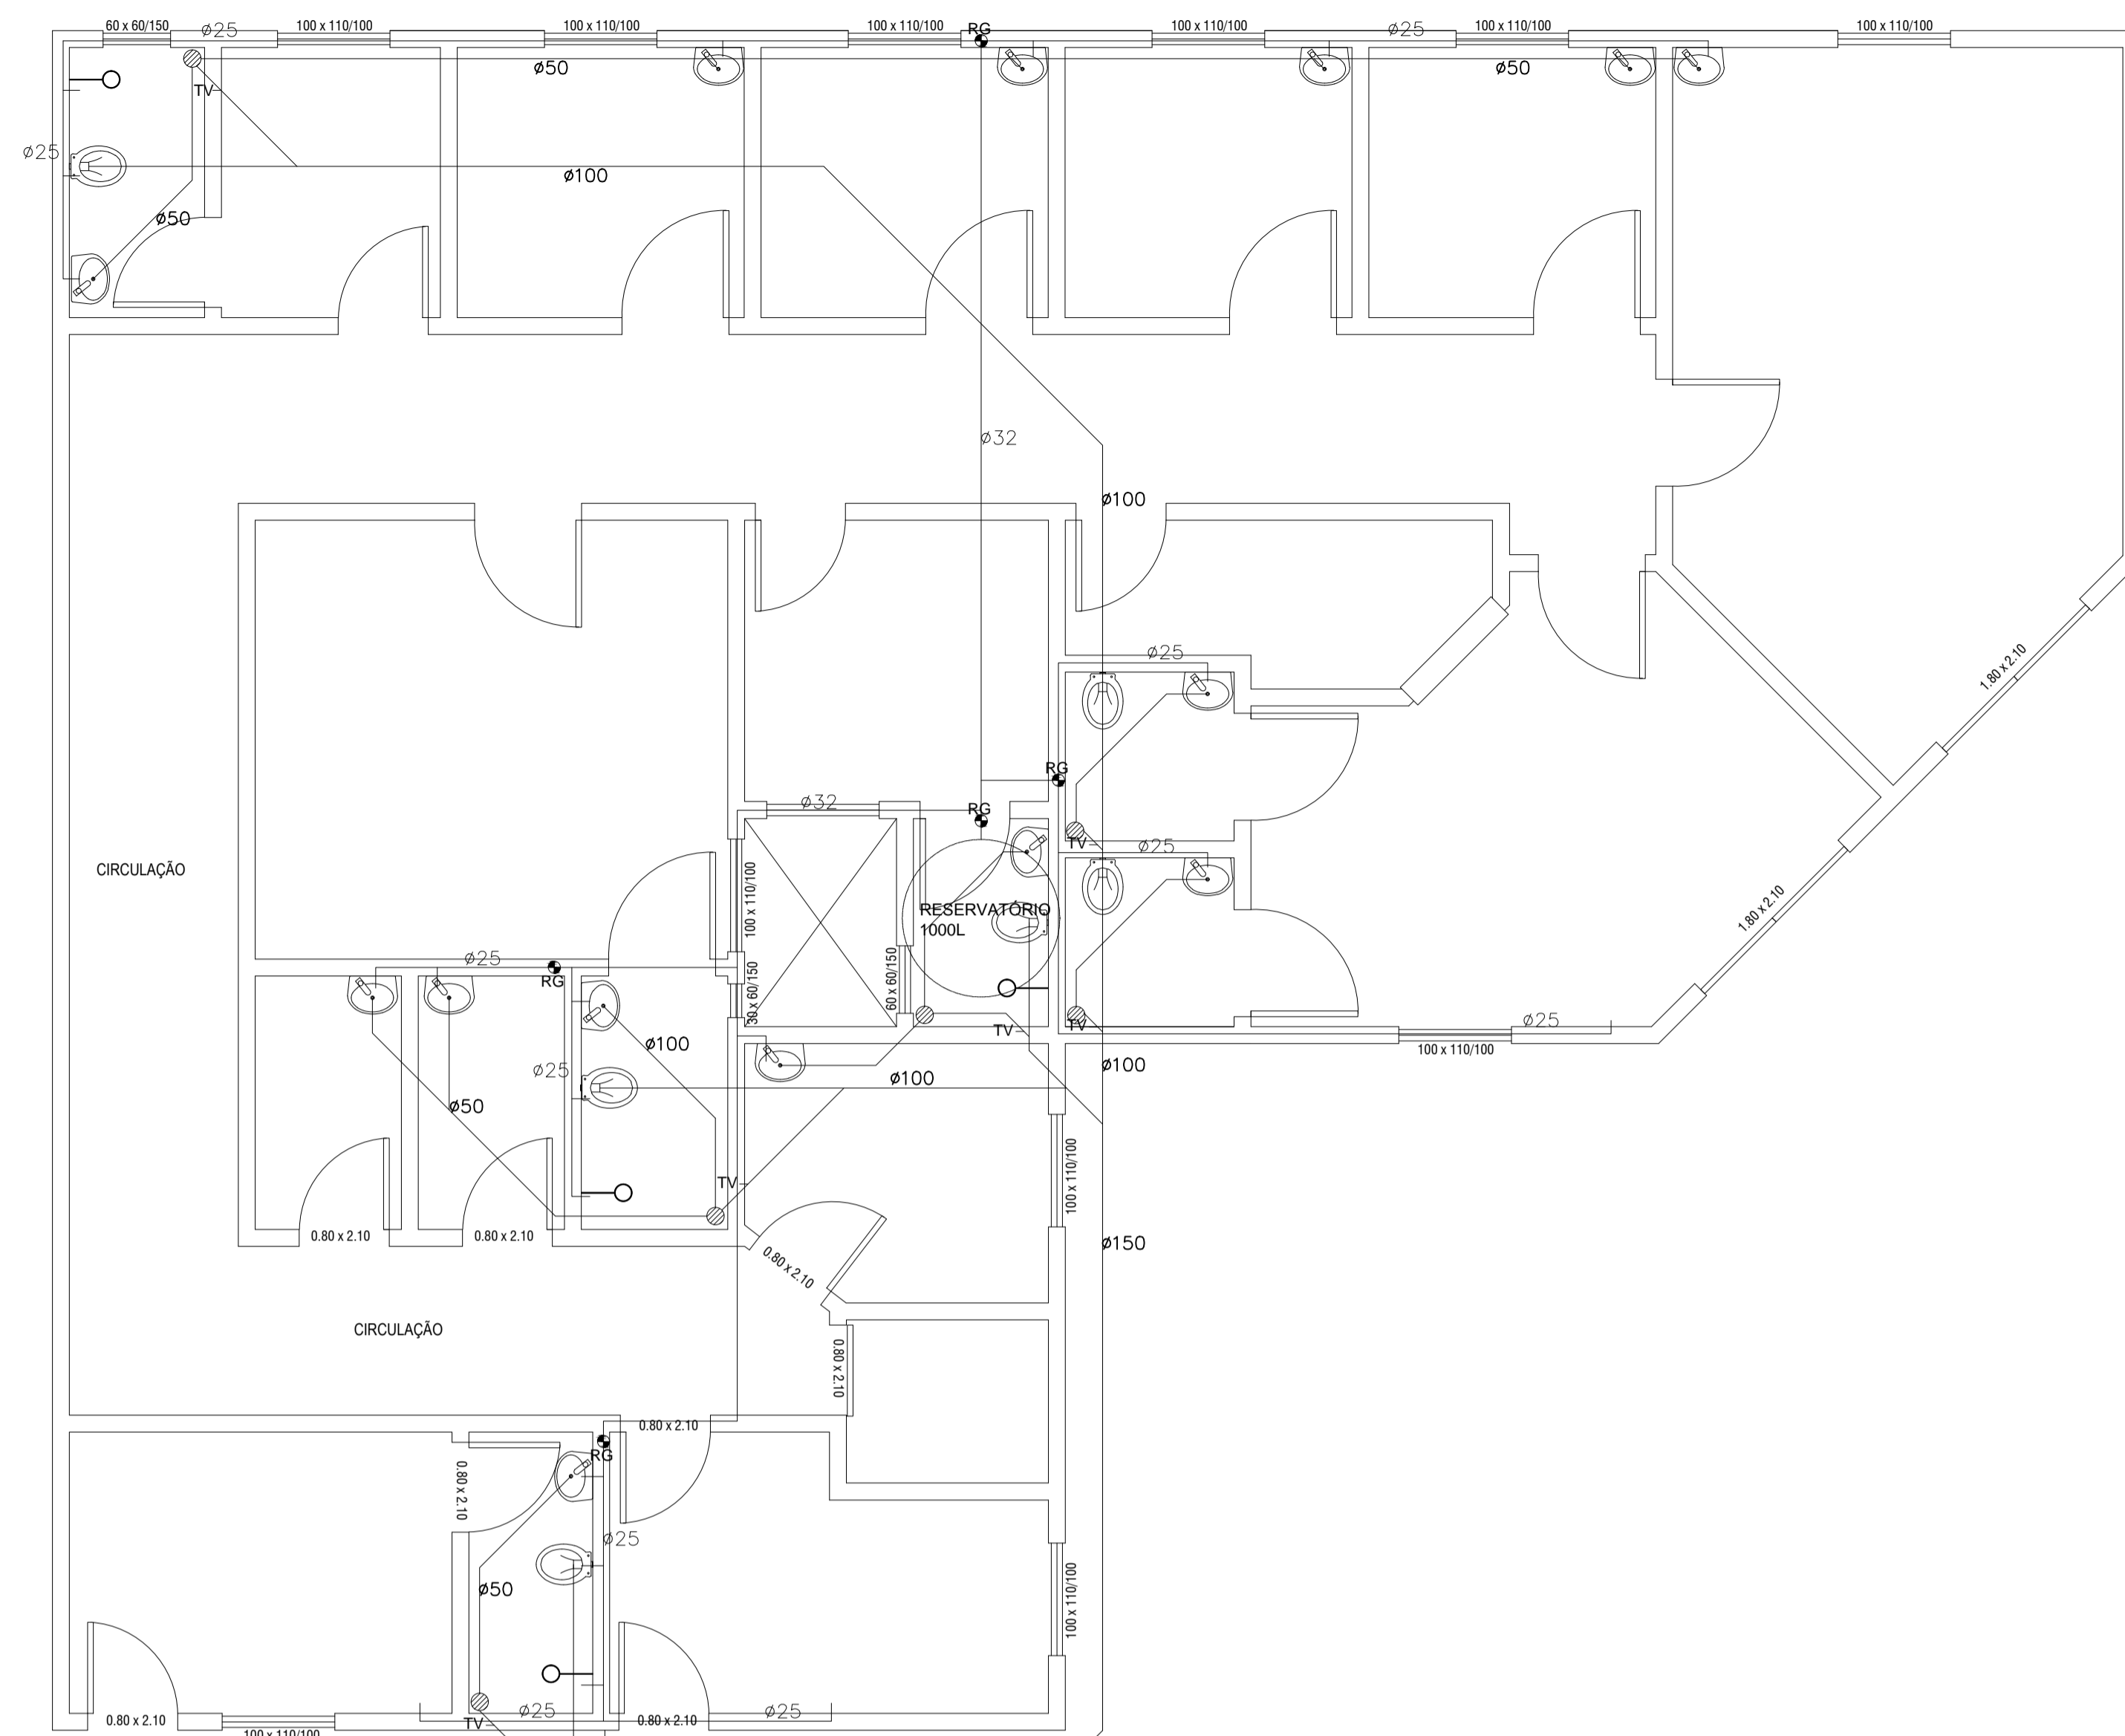 60 x 60/150
ø25
100 x 110/100
100 x 110/100
100 x 110/100
RG
100 x 110/100
ø25
100 x 110/100
100 x 110/100
ø50
ø50
TV
ø25
ø100
ø50
ø32
ø100
ø25
1.80 x 2.10
RG
ø32
RG
TV
ø25
CIRCULAÇÃO
100 x 110/100
RESERVATÓRIO
1000L
1.80 x 2.10
ø25
RG
30 x 60/150
60 x 60/150
TV
TV
ø25
100 x 110/100
ø100
ø25
ø100
ø100
ø50
100 x 110/100
TV
0.80 x 2.10
0.80 x 2.10
ø150
0.80 x 2.10
CIRCULAÇÃO
0.80 x 2.10
0.80 x 2.10
RG
0.80 x 2.10
ø25
ø50
100 x 110/100
ø25
ø25
0.80 x 2.10
TV
0.80 x 2.10
100 x 110/100